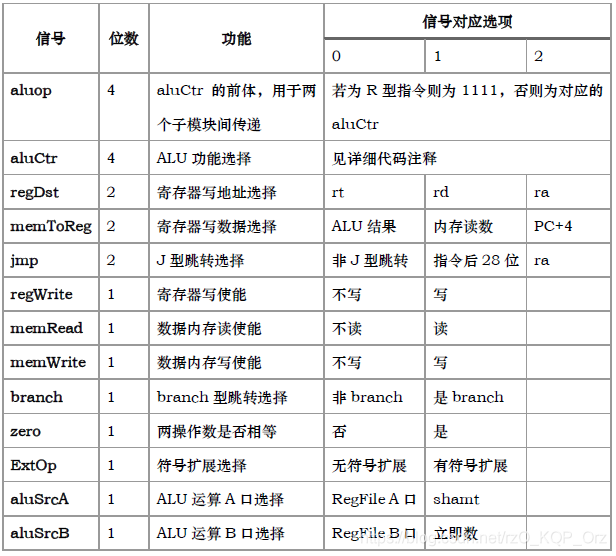 信号 位数 功能 信号对应选项
0 1 2
aluop 4 aluCtr 的前体，用于两 若为 R 型指令则为 1111，否则为对应的
个子模块间传递 aluCtr
aluCtr 4 ALU 功能选择 见详细代码注释
regDst 2 寄存器写地址选择 rt rd ra
memToReg 2 寄存器写数据选择 ALU 结果 内存读数 PC+4
jmp 2 J 型跳转选择 非 J 型跳转 指令后 28 位 ra
regWrite 1 寄存器写使能 不写 写
memRead 1 数据内存读使能 不读 读
memWrite 1 数据内存写使能 不写 写
branch 1 branch 型跳转选择 非 branch 是 branch
zero 1 两操作数是否相等 否 是
ExtOp 1 符号扩展选择 无符号扩展 有符号扩展
aluSrcA 1 ALU 运算 A 口选择 RegFile A 口 shamt
aluSrcB 1 ALU 运算 B 口选择 RegFile B 口 立即数